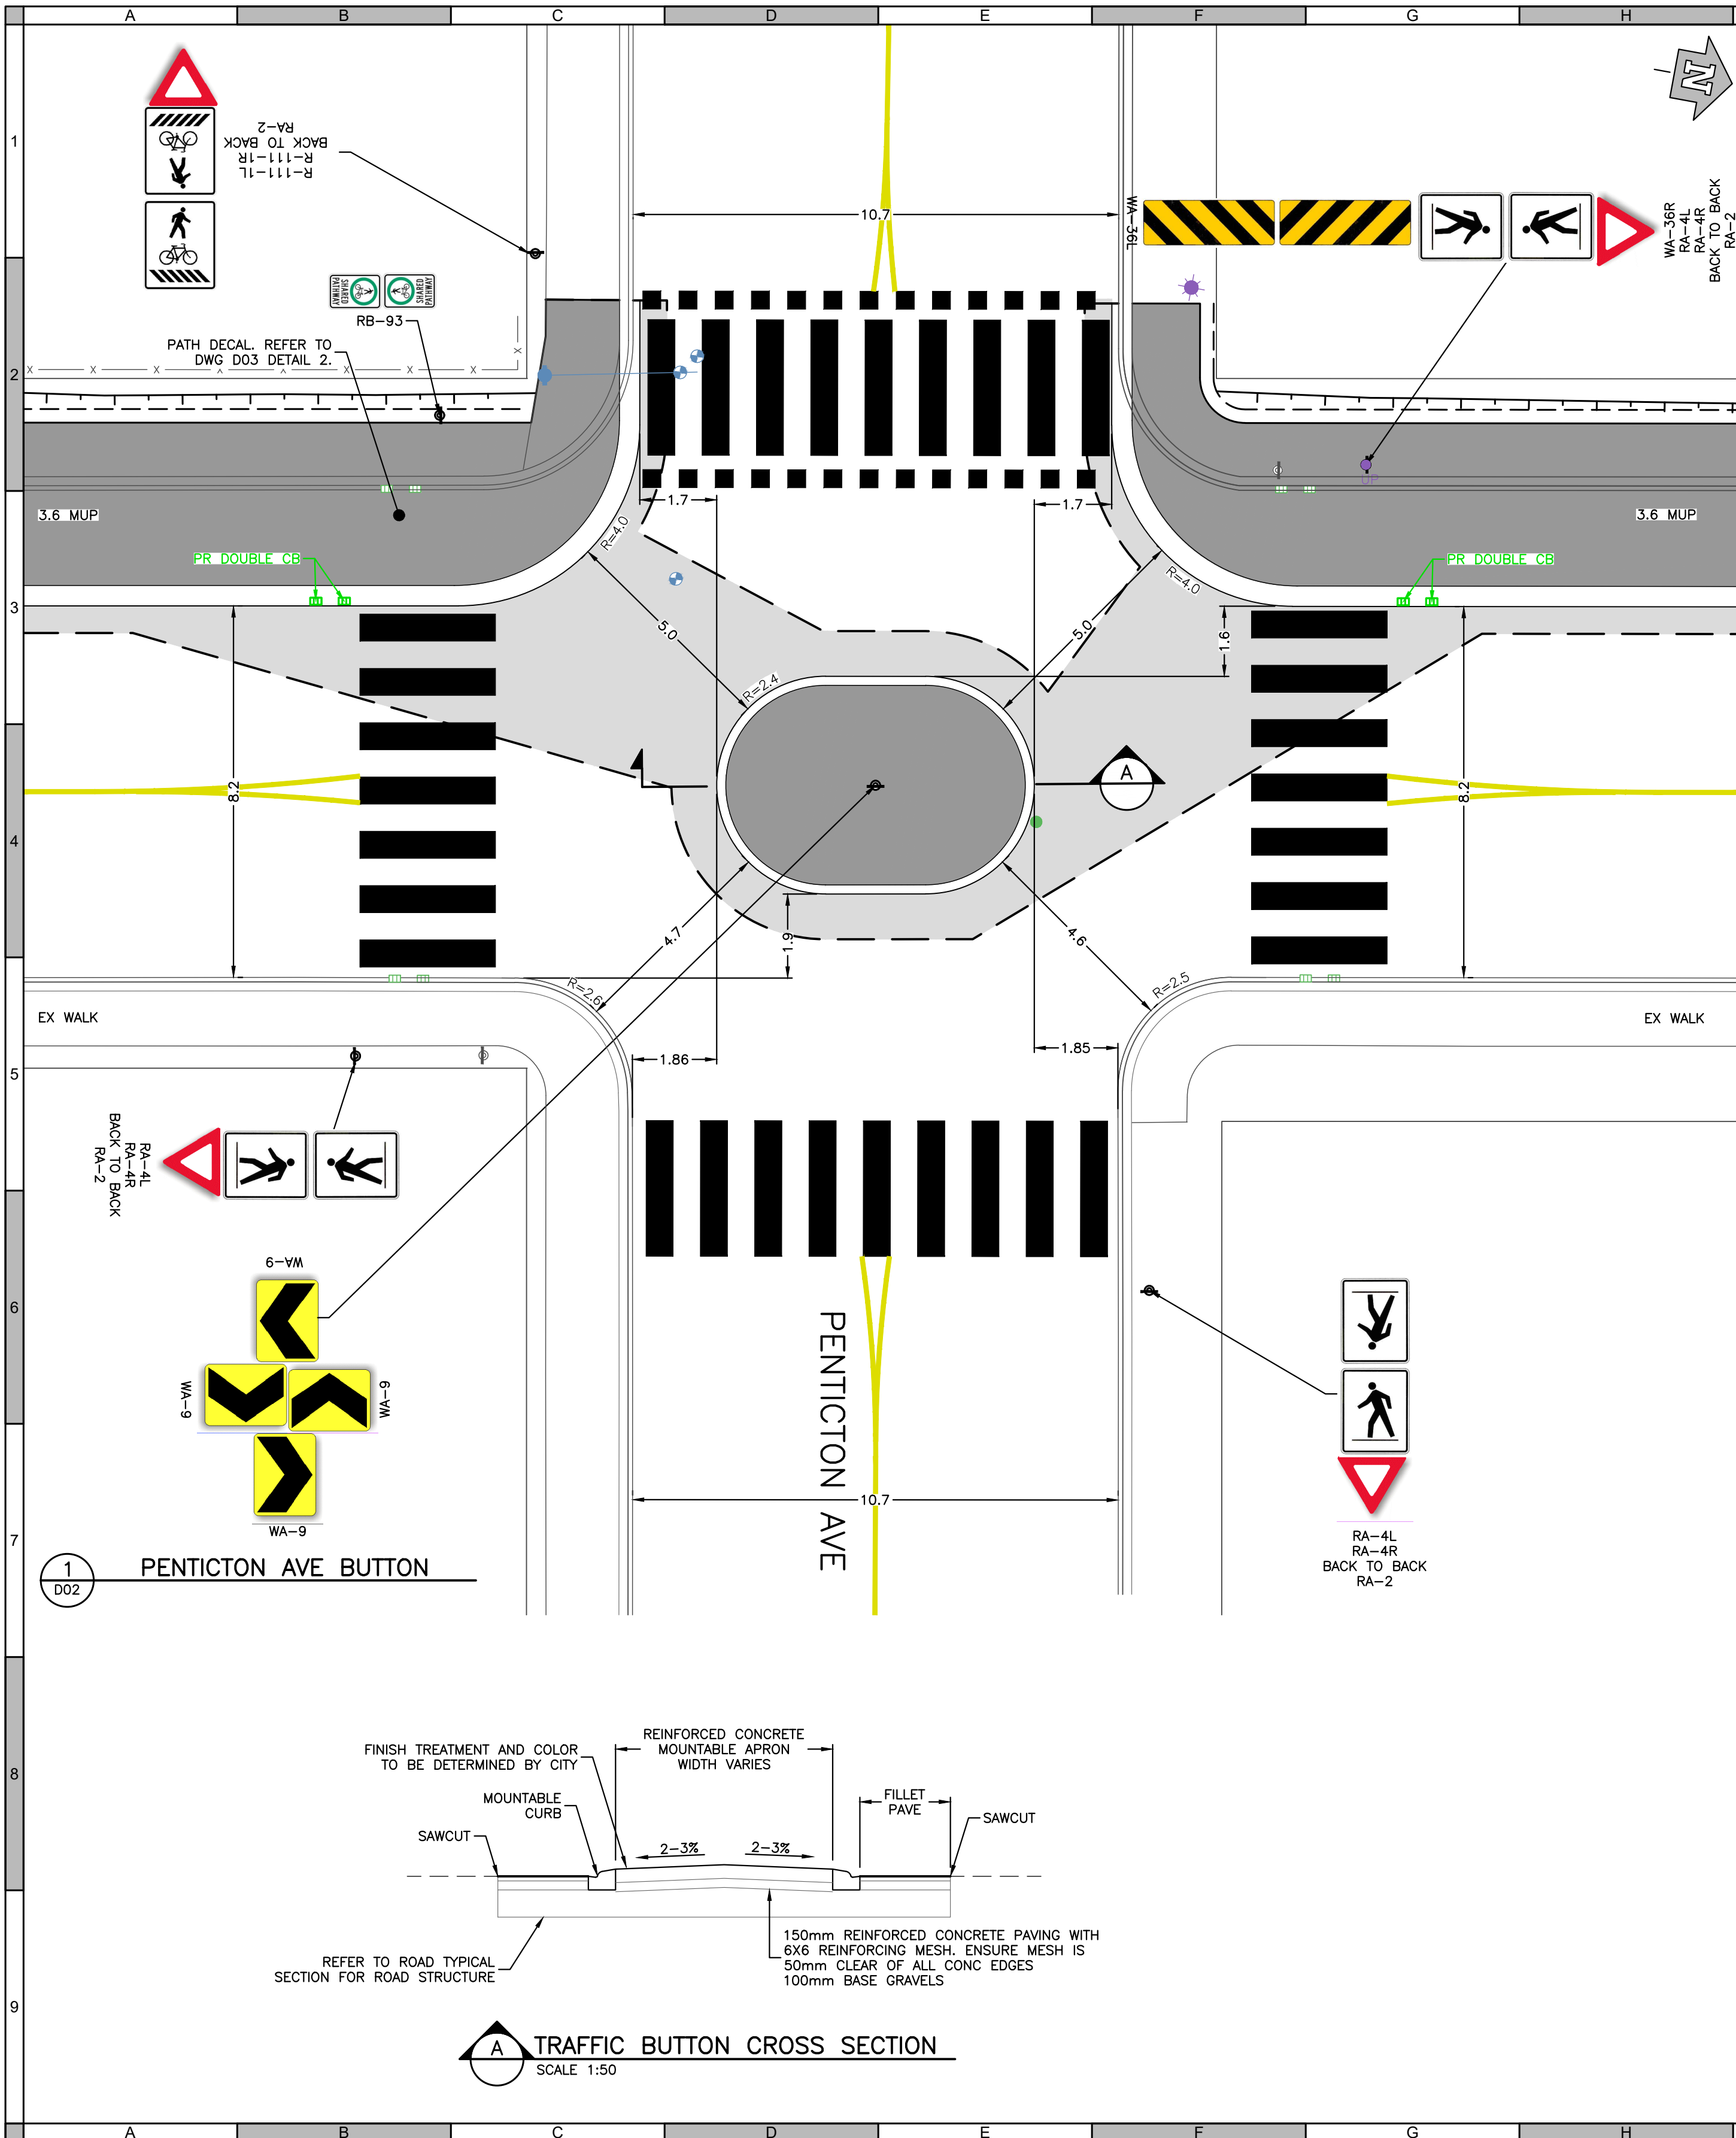 A B C D E F G H
1
2
3
4
5
6
7
8
9
N
R-111-1L
R-111-1R
BACK TO BACK
RA-2
10.7
WA-36L
WA-36R
RA-4L
RA-4R
BACK TO BACK
RA-2
SHARED
PATHWAY
SHARED
PATHWAY
RB-93
PATH DECAL. REFER TO
DWG D03 DETAIL 2.
X X X X X X X
UP
1.7
1.7
3.6 MUP
3.6 MUP
R=4.0
R=4.0
PR DOUBLE CB
PR DOUBLE CB
5.0
5.0
1.6
R=2.4
A
8.2
8.2
4.7
1.9
4.6
R=2.6
R=2.5
EX WALK
EX WALK
1.86
1.85
RA-4L
RA-4R
BACK TO BACK
RA-2
WA-9
WA-9
WA-9
WA-9
PENTICTON AVE
10.7
RA-4L
RA-4R
BACK TO BACK
RA-2
1
D02
PENTICTON AVE BUTTON
FINISH TREATMENT AND COLOR
TO BE DETERMINED BY CITY
REINFORCED CONCRETE
MOUNTABLE APRON
WIDTH VARIES
MOUNTABLE
CURB
FILLET
PAVE
SAWCUT
SAWCUT
2-3%
2-3%
REFER TO ROAD TYPICAL
SECTION FOR ROAD STRUCTURE
150mm REINFORCED CONCRETE PAVING WITH
6X6 REINFORCING MESH. ENSURE MESH IS
50mm CLEAR OF ALL CONC EDGES
100mm BASE GRAVELS
A
TRAFFIC BUTTON CROSS SECTION
SCALE 1:50
A B C D E F G H